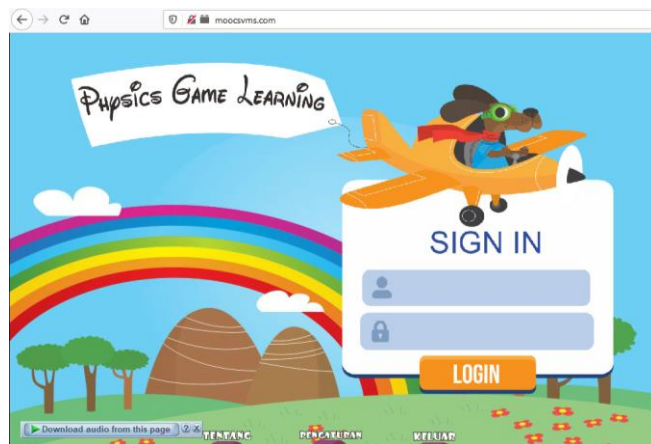 moocsvms.com
PHYSICS GAME LEARNING
SIGN IN
LOGIN
Download audio from this page
TENTANG PENGATURAN KELUAR